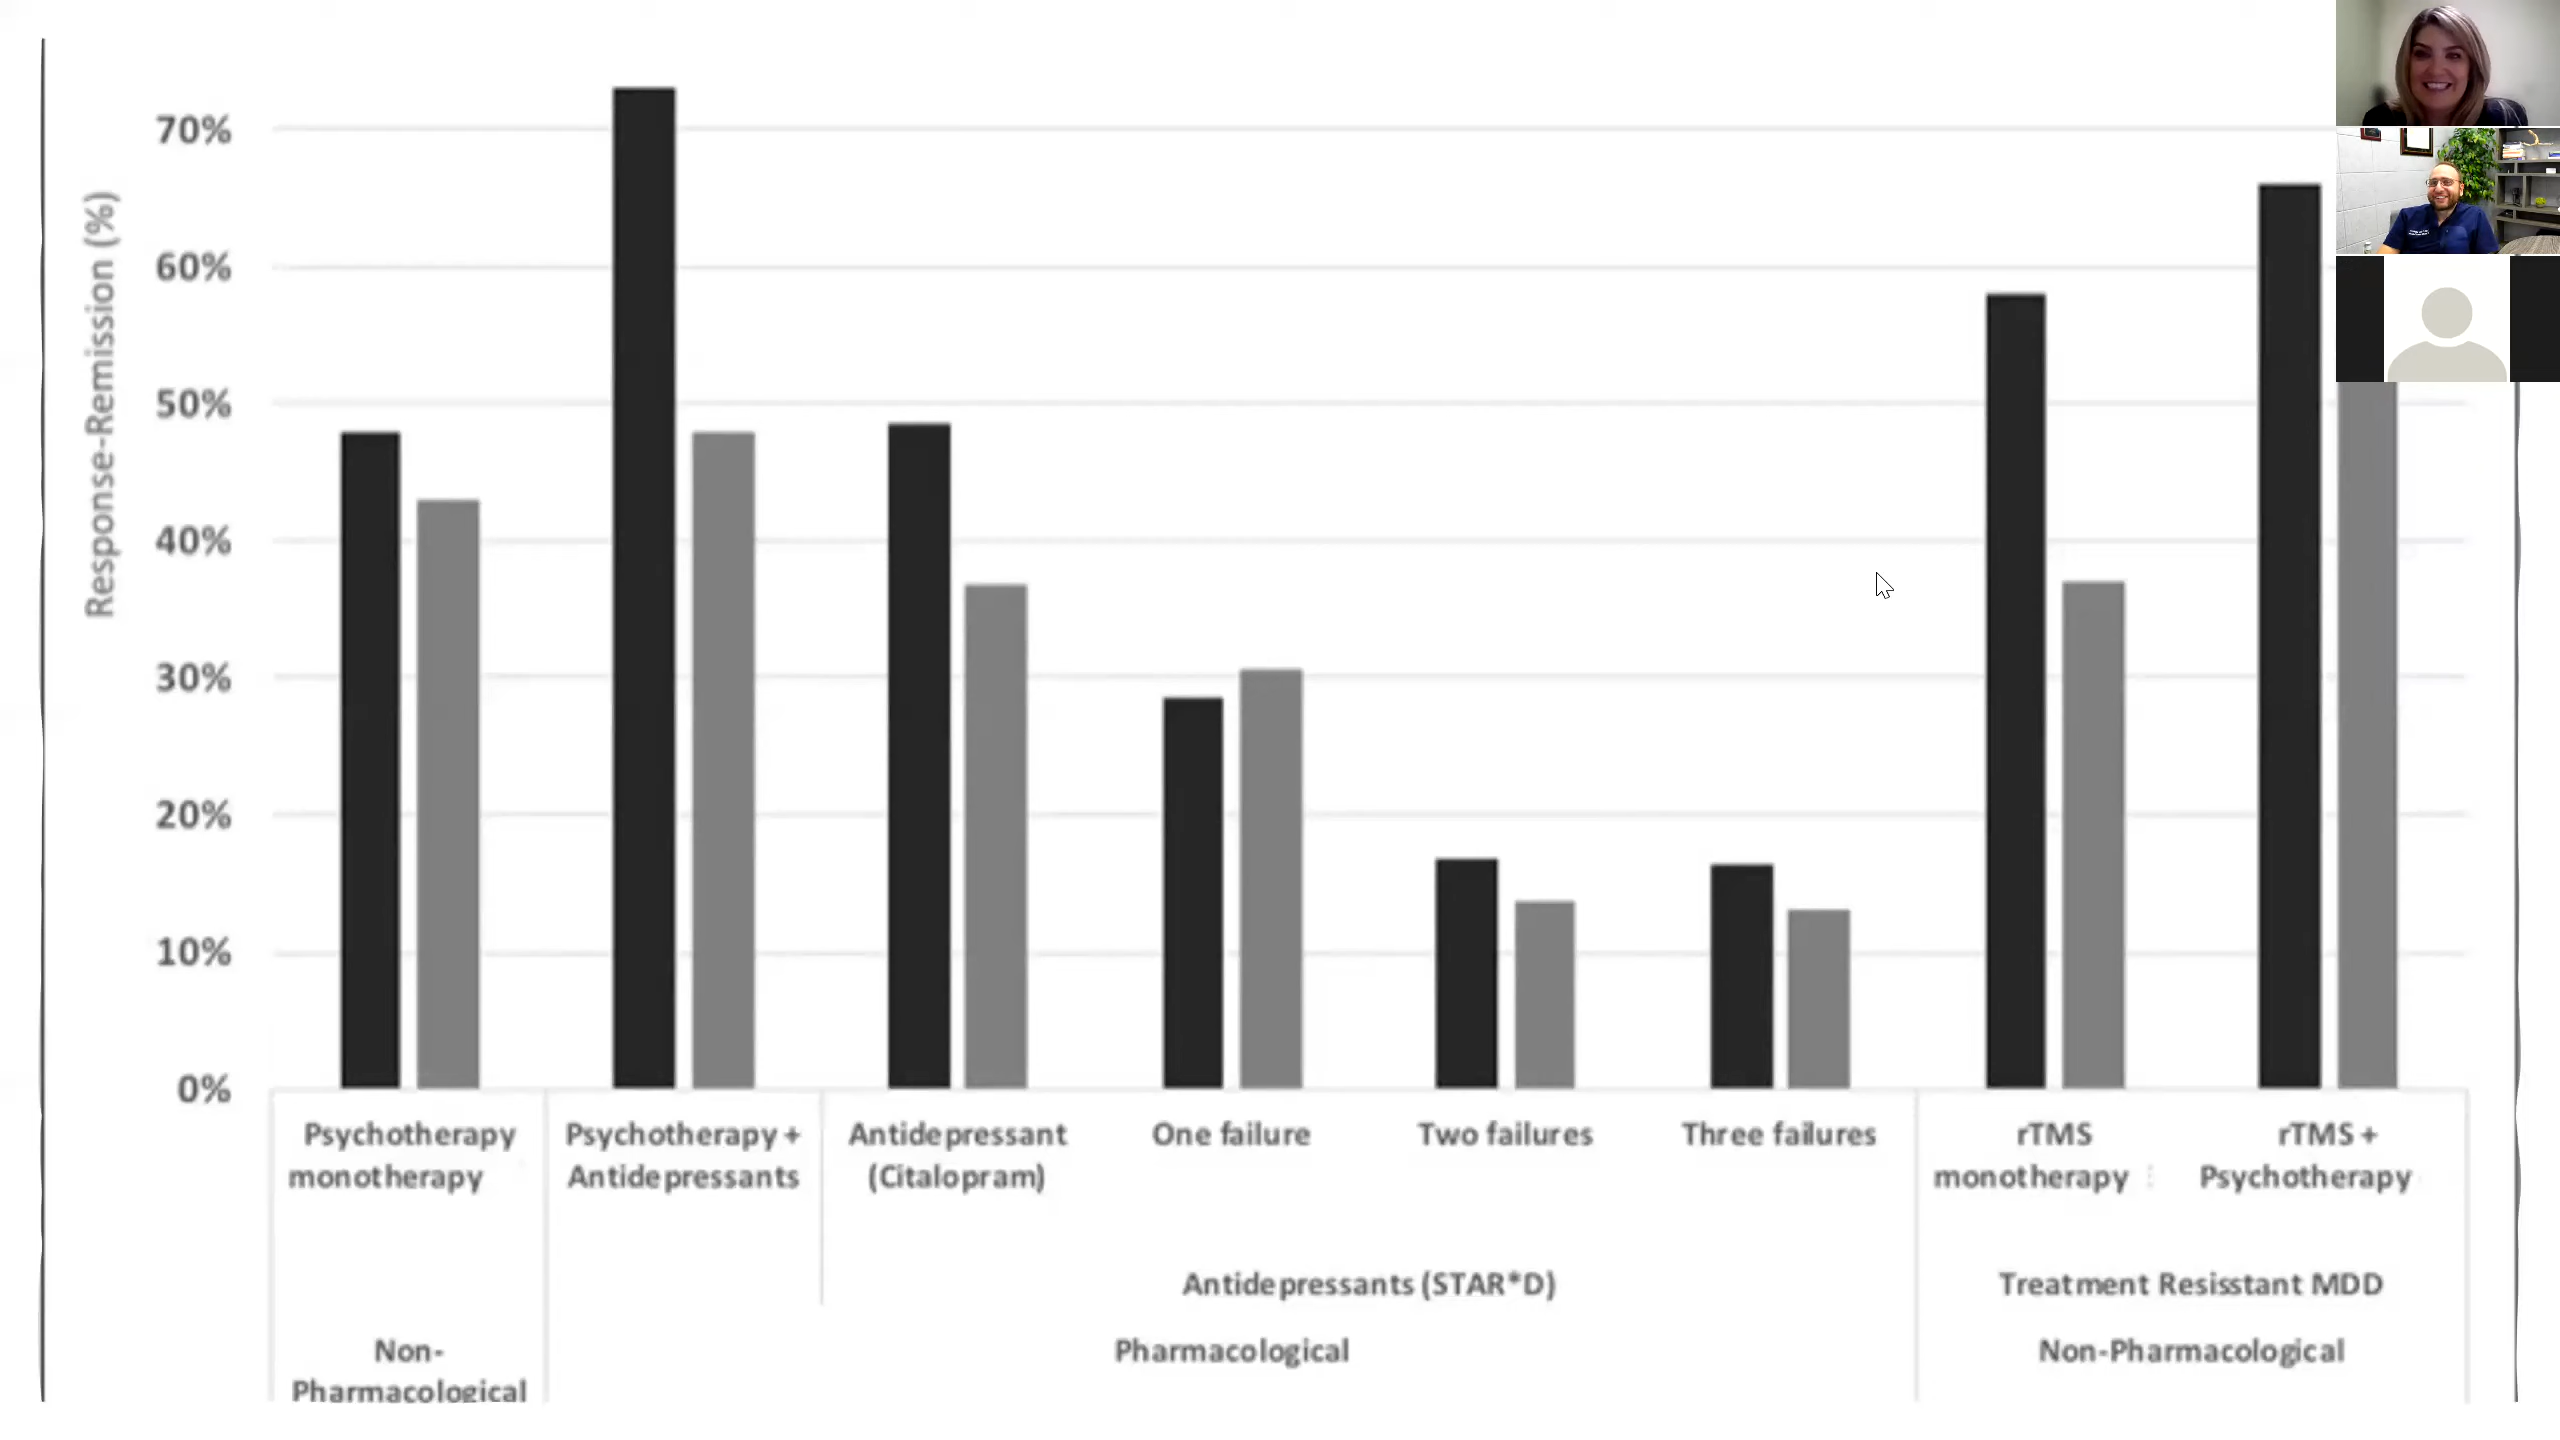 Response-Remission (%)
70%
60%
50%
40%
30%
20%
10%
0%
Psychotherapy
monotherapy
Psychotherapy +
Antidepressants
Antidepressant
(Citalopram)
One failure
Two failures
Three failures
rTMS
monotherapy
rTMS +
Psychotherapy
Antidepressants (STAR*D)
Treatment Resisstant MDD
Non-
Pharmacological
Pharmacological
Non-Pharmacological